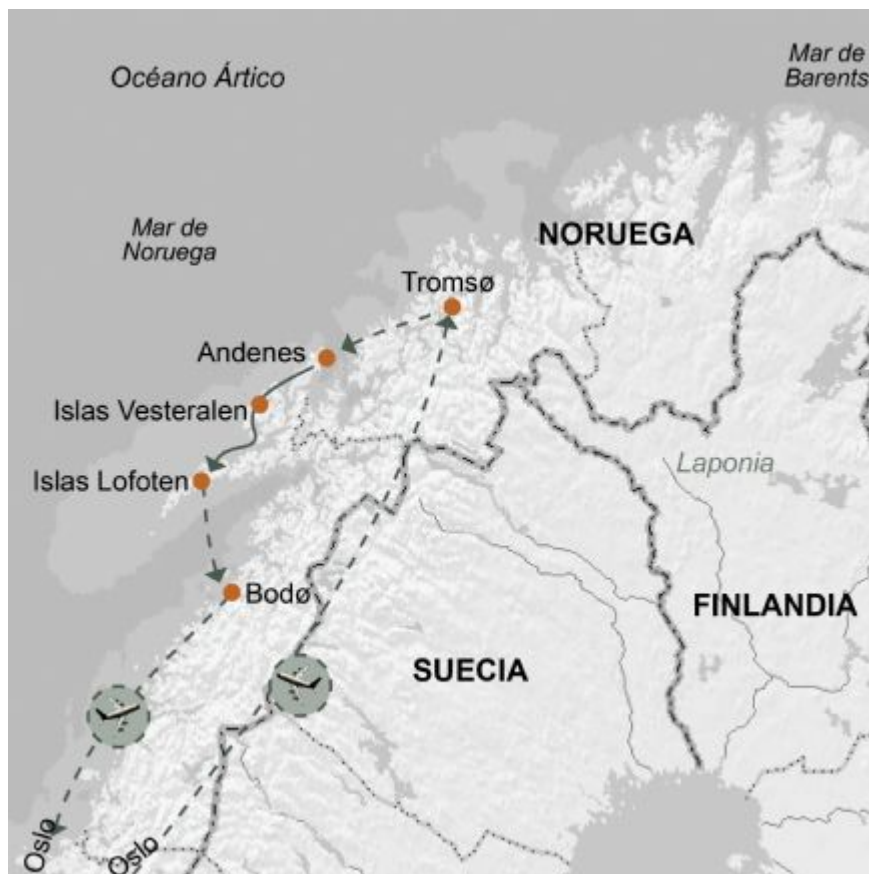 Océano Ártico
Mar de
Barents
Mar de
Noruega
NORUEGA
Tromsø
Andenes
Islas Vesteralen
Islas Lofoten
Laponia
Bodø
FINLANDIA
SUECIA
Oslo
Oslo